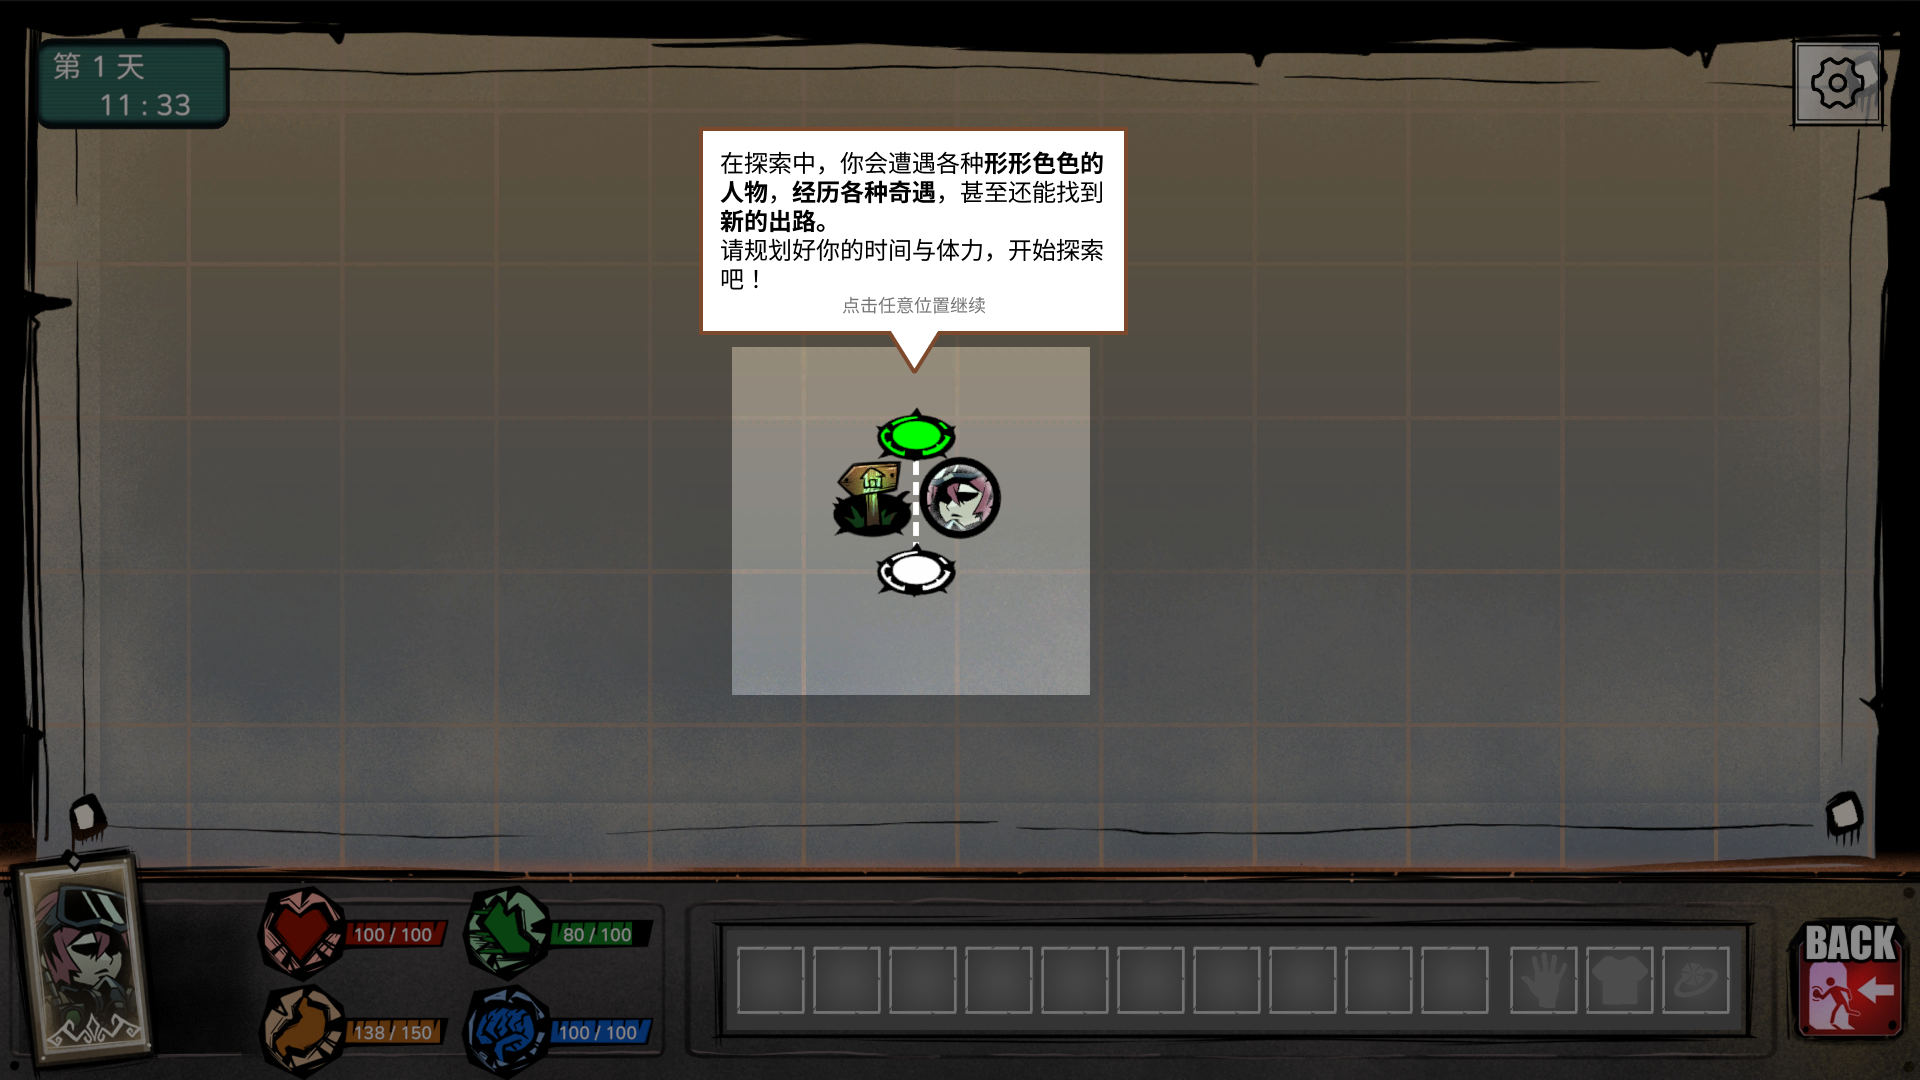 第 1 天
11 : 33
在探索中，你会遭遇各种形形色色的
人物，经历各种奇遇，甚至还能找到
新的出路。
请规划好你的时间与体力，开始探索
吧！
点击任意位置继续
100 / 100
80 / 100
138 / 150
100 / 100
BACK